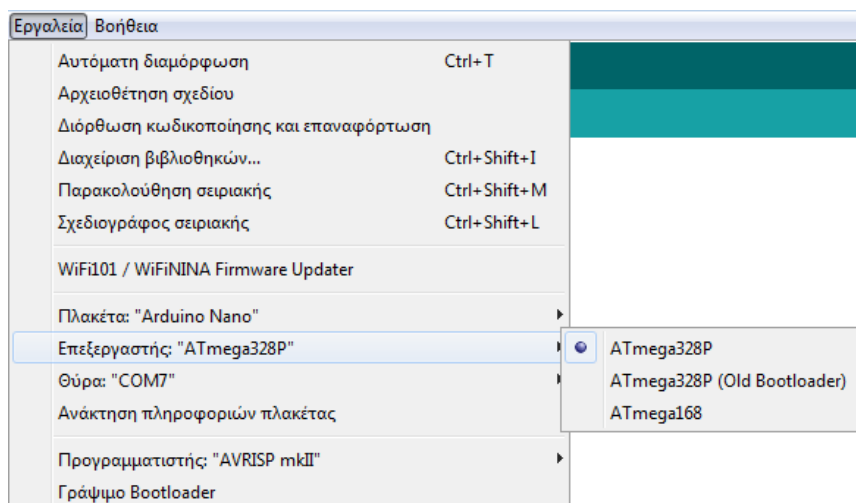 Εργαλεία Βοήθεια
Αυτόματη διαμόρφωση Ctrl+T
Αρχειοθέτηση σχεδίου
Διόρθωση κωδικοποίησης και επαναφόρτωση
Διαχείριση βιβλιοθηκών... Ctrl+Shift+I
Παρακολούθηση σειριακής Ctrl+Shift+M
Σχεδιογράφος σειριακής Ctrl+Shift+L
WiFi101 / WiFiNINA Firmware Updater
Πλακέτα: "Arduino Nano"
Επεξεργαστής: "ATmega328P"
Θύρα: "COM7"
Ανάκτηση πληροφοριών πλακέτας
Προγραμματιστής: "AVRISP mkII"
Γράψιμο Bootloader
ATmega328P
ATmega328P (Old Bootloader)
ATmega168